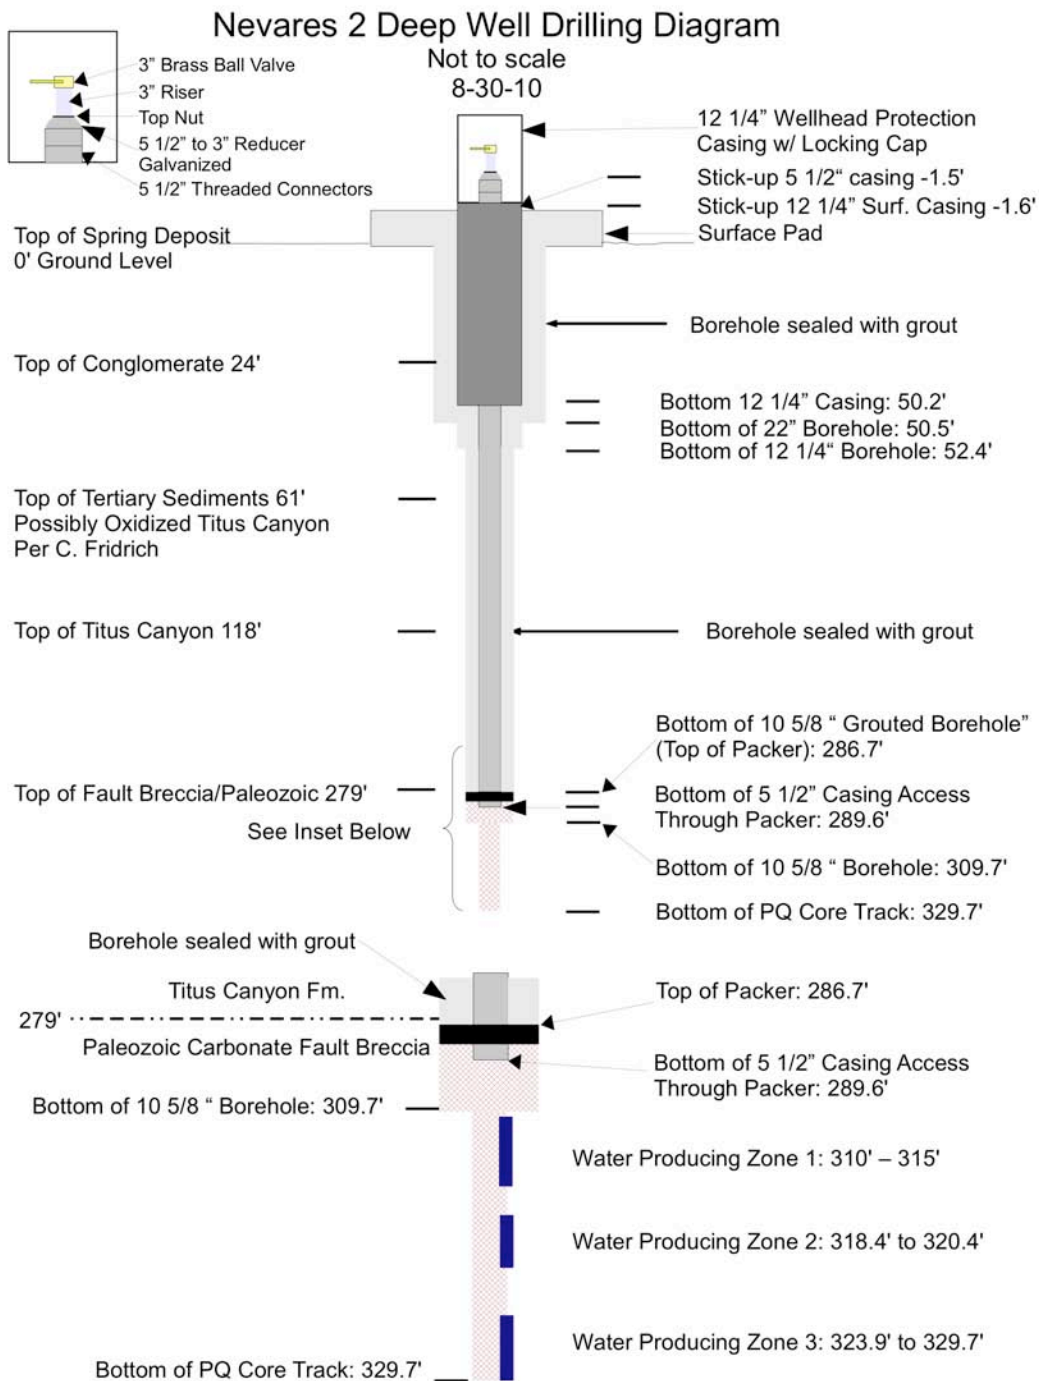 Nevares 2 Deep Well Drilling Diagram
Not to scale
8-30-10
3” Brass Ball Valve
3” Riser
Top Nut
5 1/2” to 3” Reducer
Galvanized
5 1/2” Threaded Connectors
12 1/4” Wellhead Protection
Casing w/ Locking Cap
Stick-up 5 1/2“ casing -1.5'
Stick-up 12 1/4” Surf. Casing -1.6'
Surface Pad
Top of Spring Deposit
0' Ground Level
Borehole sealed with grout
Top of Conglomerate 24'
Bottom 12 1/4” Casing: 50.2'
Bottom of 22” Borehole: 50.5'
Bottom of 12 1/4“ Borehole: 52.4'
Top of Tertiary Sediments 61'
Possibly Oxidized Titus Canyon
Per C. Fridrich
Top of Titus Canyon 118'
Borehole sealed with grout
Bottom of 10 5/8 “ Grouted Borehole”
(Top of Packer): 286.7'
Top of Fault Breccia/Paleozoic 279'
Bottom of 5 1/2” Casing Access
Through Packer: 289.6'
See Inset Below
Bottom of 10 5/8 “ Borehole: 309.7'
Bottom of PQ Core Track: 329.7'
Borehole sealed with grout
Titus Canyon Fm.
Top of Packer: 286.7'
279'
Paleozoic Carbonate Fault Breccia
Bottom of 5 1/2” Casing Access
Through Packer: 289.6'
Bottom of 10 5/8 “ Borehole: 309.7'
Water Producing Zone 1: 310' – 315'
Water Producing Zone 2: 318.4' to 320.4'
Water Producing Zone 3: 323.9' to 329.7'
Bottom of PQ Core Track: 329.7'